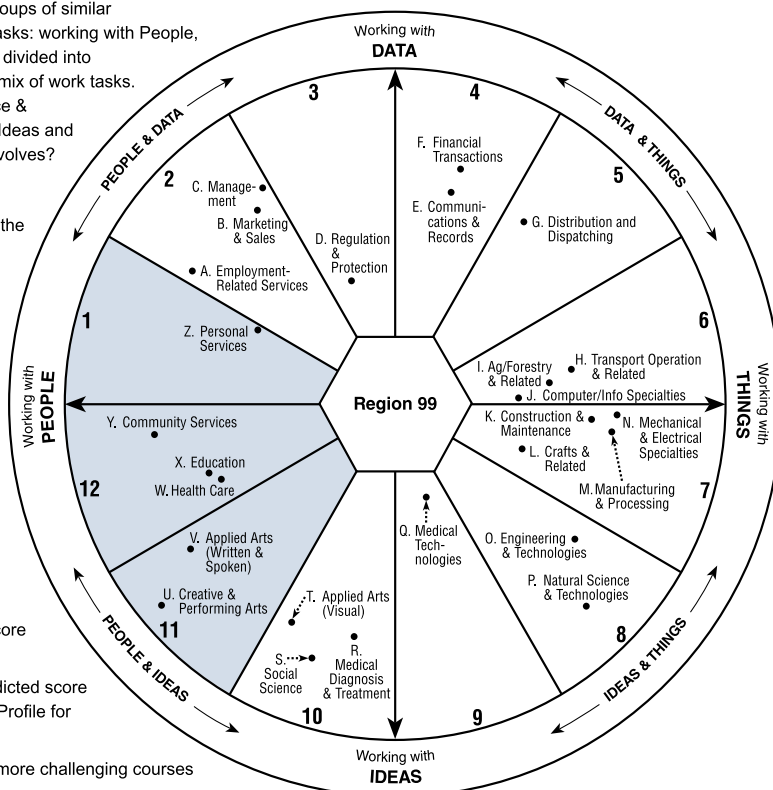 oups of similar
asks: working with People,
divided into
mix of work tasks.
ce &
Ideas and
volves?
the
core
dicted score
Profile for
more challenging courses
Working with
DATA
PEOPLE & DATA
DATA & THINGS
3
4
2
5
1
6
12
7
11
8
10
9
C. Manage-
ment
B. Marketing
& Sales
A. Employment-
Related Services
D. Regulation
&
Protection
F. Financial
Transactions
E. Communi-
cations &
Records
G. Distribution and
Dispatching
Z. Personal
Services
H. Transport Operation
& Related
I. Ag/Forestry
& Related
J. Computer/Info Specialties
Working with
PEOPLE
Region 99
Working with
THINGS
Y. Community Services
X. Education
W. Health Care
K. Construction &
Maintenance
L. Crafts &
Related
N. Mechanical
& Electrical
Specialties
M. Manufacturing
& Processing
V. Applied Arts
(Written &
Spoken)
U. Creative &
Performing Arts
T. Applied Arts
(Visual)
S.
Social
Science
R.
Medical
Diagnosis
& Treatment
Q. Medical
Tech-
nologies
O. Engineering
& Technologies
P. Natural Science
& Technologies
PEOPLE & IDEAS
IDEAS & THINGS
Working with
IDEAS